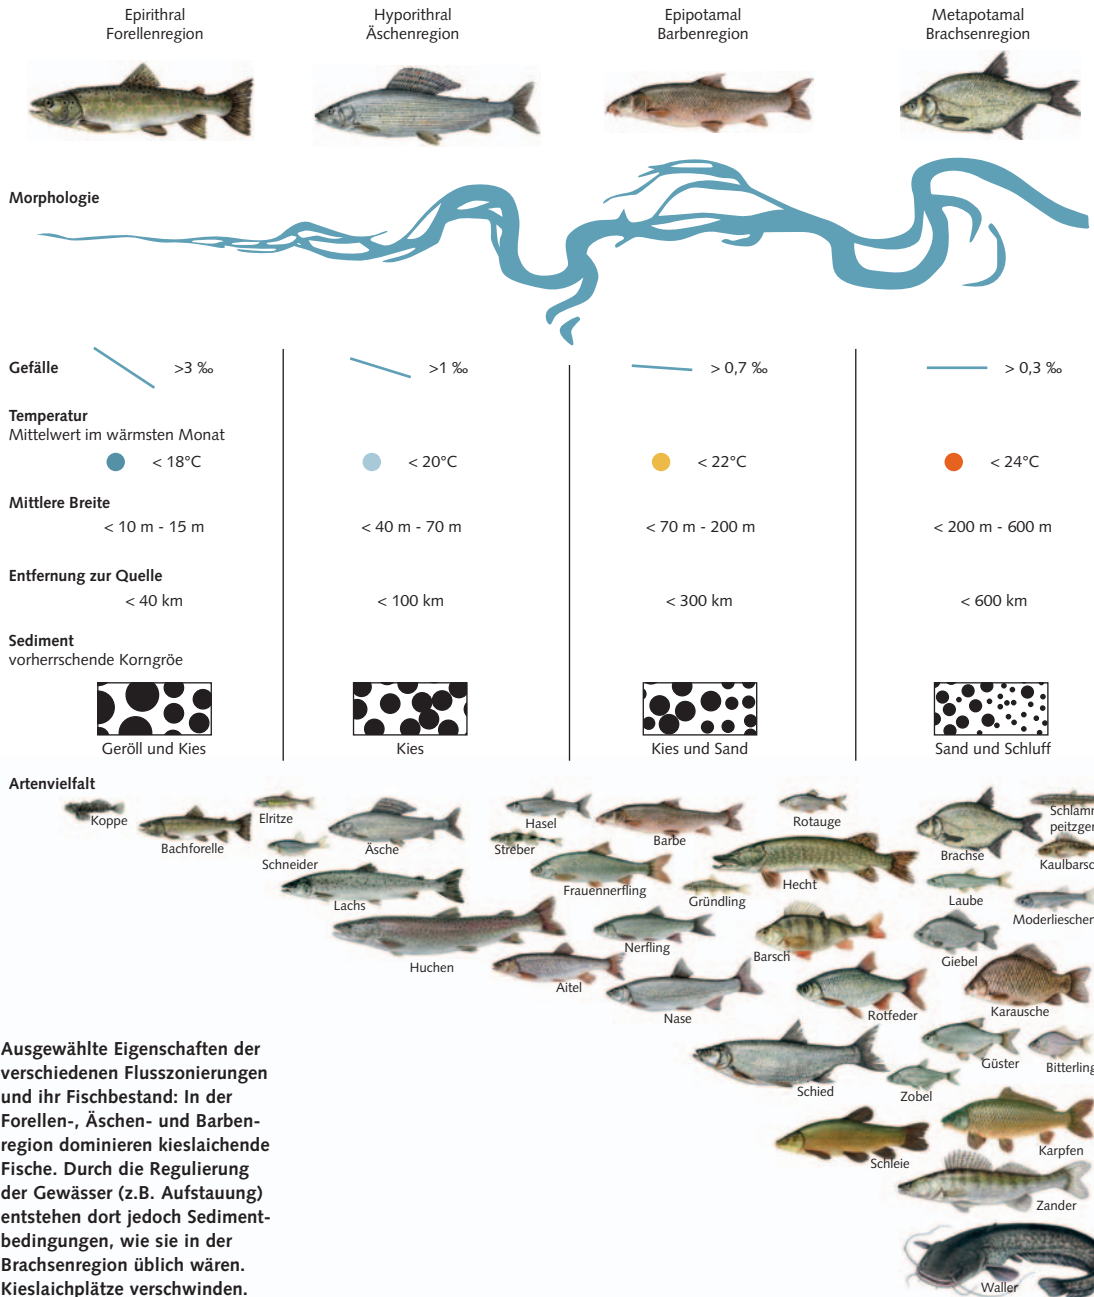 Epirithral
Forellenregion
Hyporithral
Äschenregion
Epipotamal
Barbenregion
Metapotamal
Brachsenregion
Morphologie
Gefälle
>3 ‰
>1 ‰
> 0,7 ‰
> 0,3 ‰
Temperatur
Mittelwert im wärmsten Monat
< 18°C
< 20°C
< 22°C
< 24°C
Mittlere Breite
< 10 m - 15 m
< 40 m - 70 m
< 70 m - 200 m
< 200 m - 600 m
Entfernung zur Quelle
< 40 km
< 100 km
< 300 km
< 600 km
Sediment
vorherrschende Korngröe
Geröll und Kies
Kies
Kies und Sand
Sand und Schluff
Artenvielfalt
Koppe
Bachforelle
Elritze
Schneider
Äsche
Lachs
Huchen
Hasel
Streber
Frauennerfling
Barbe
Gründling
Nerfling
Aitel
Nase
Rotauge
Hecht
Barsch
Rotfeder
Schied
Schleie
Brachse
Schlamm
peitzger
Kaulbarsc
Laube
Moderlieschen
Giebel
Karausche
Güster
Bitterling
Zobel
Karpfen
Zander
Waller
Ausgewählte Eigenschaften der
verschiedenen Flusszonierungen
und ihr Fischbestand: In der
Forellen-, Äschen- und Barben-
region dominieren kieslaichende
Fische. Durch die Regulierung
der Gewässer (z.B. Aufstauung)
entstehen dort jedoch Sediment-
bedingungen, wie sie in der
Brachsenregion üblich wären.
Kieslaichplätze verschwinden.